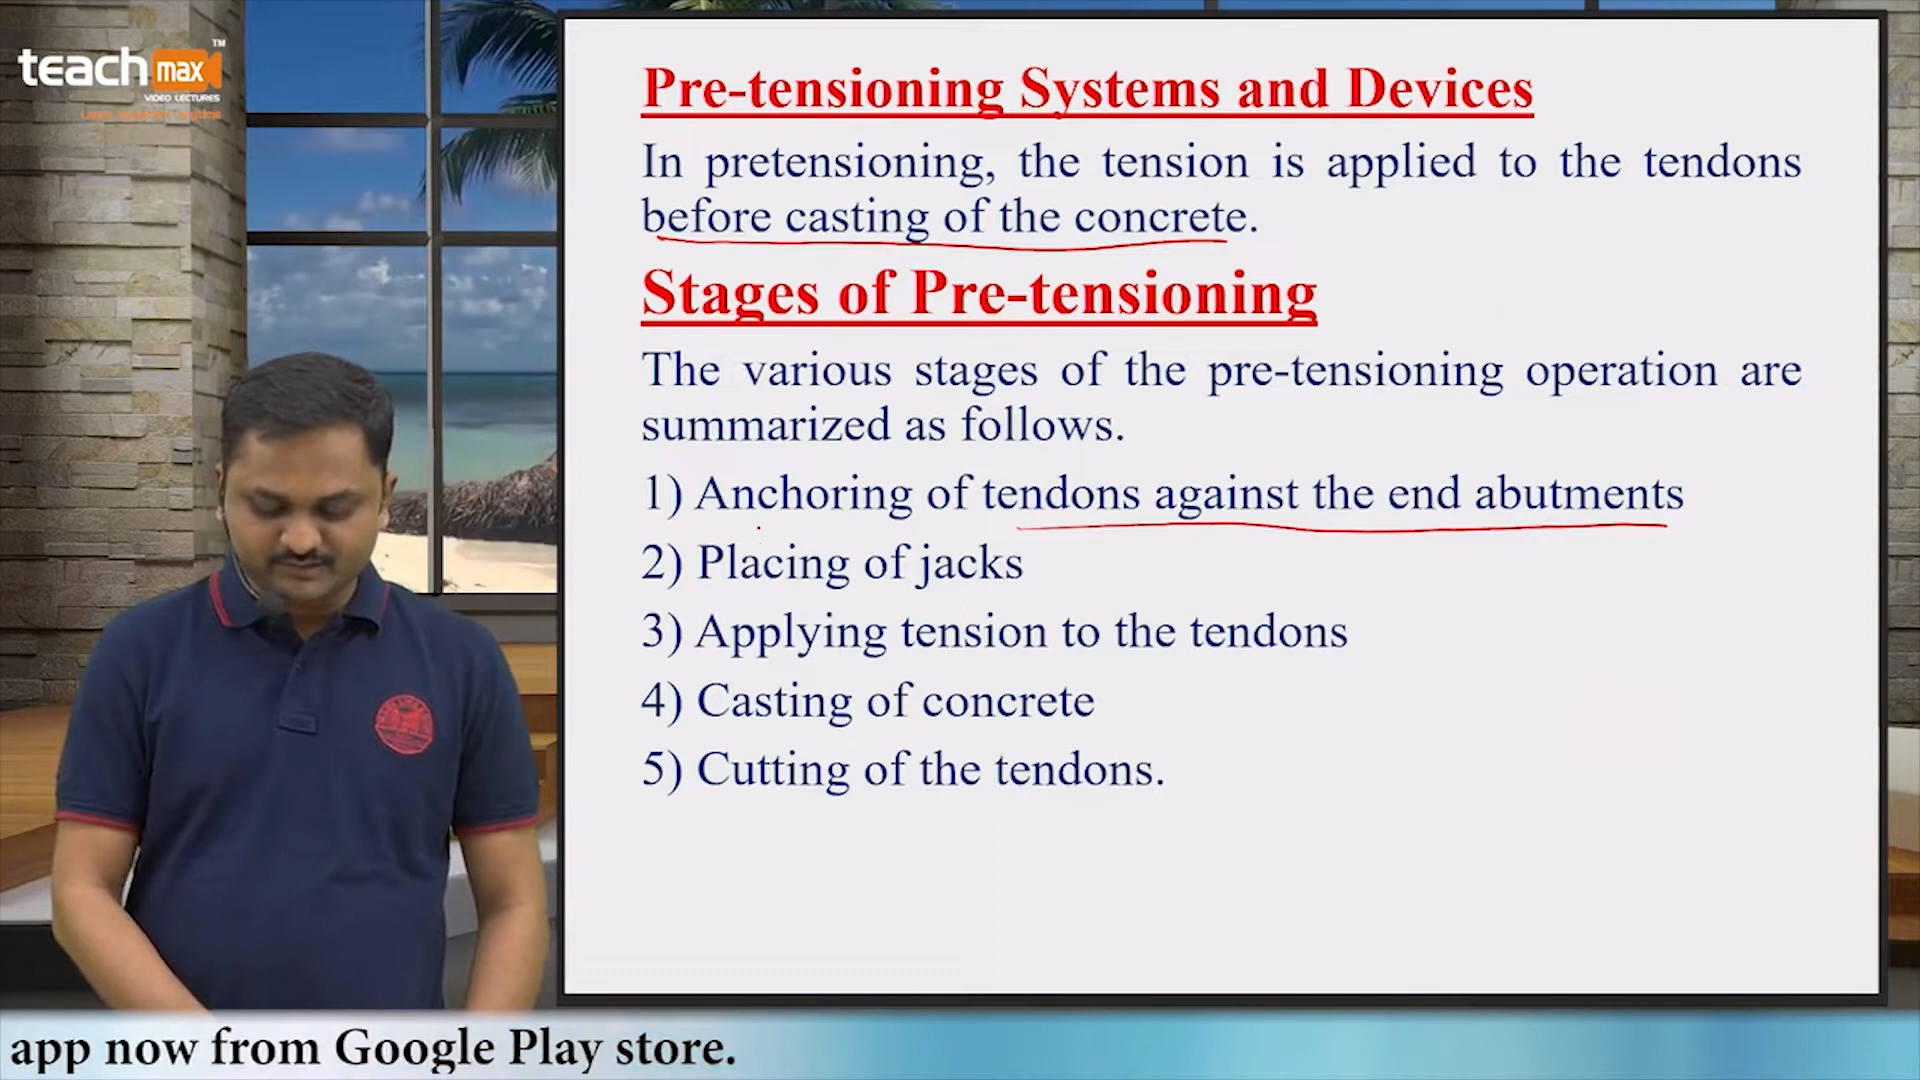 teach max ™
VIDEO LECTURES
Pre-tensioning Systems and Devices
In pretensioning, the tension is applied to the tendons
before casting of the concrete.
Stages of Pre-tensioning
The various stages of the pre-tensioning operation are
summarized as follows.
1) Anchoring of tendons against the end abutments
2) Placing of jacks
3) Applying tension to the tendons
4) Casting of concrete
5) Cutting of the tendons.
app now from Google Play store.